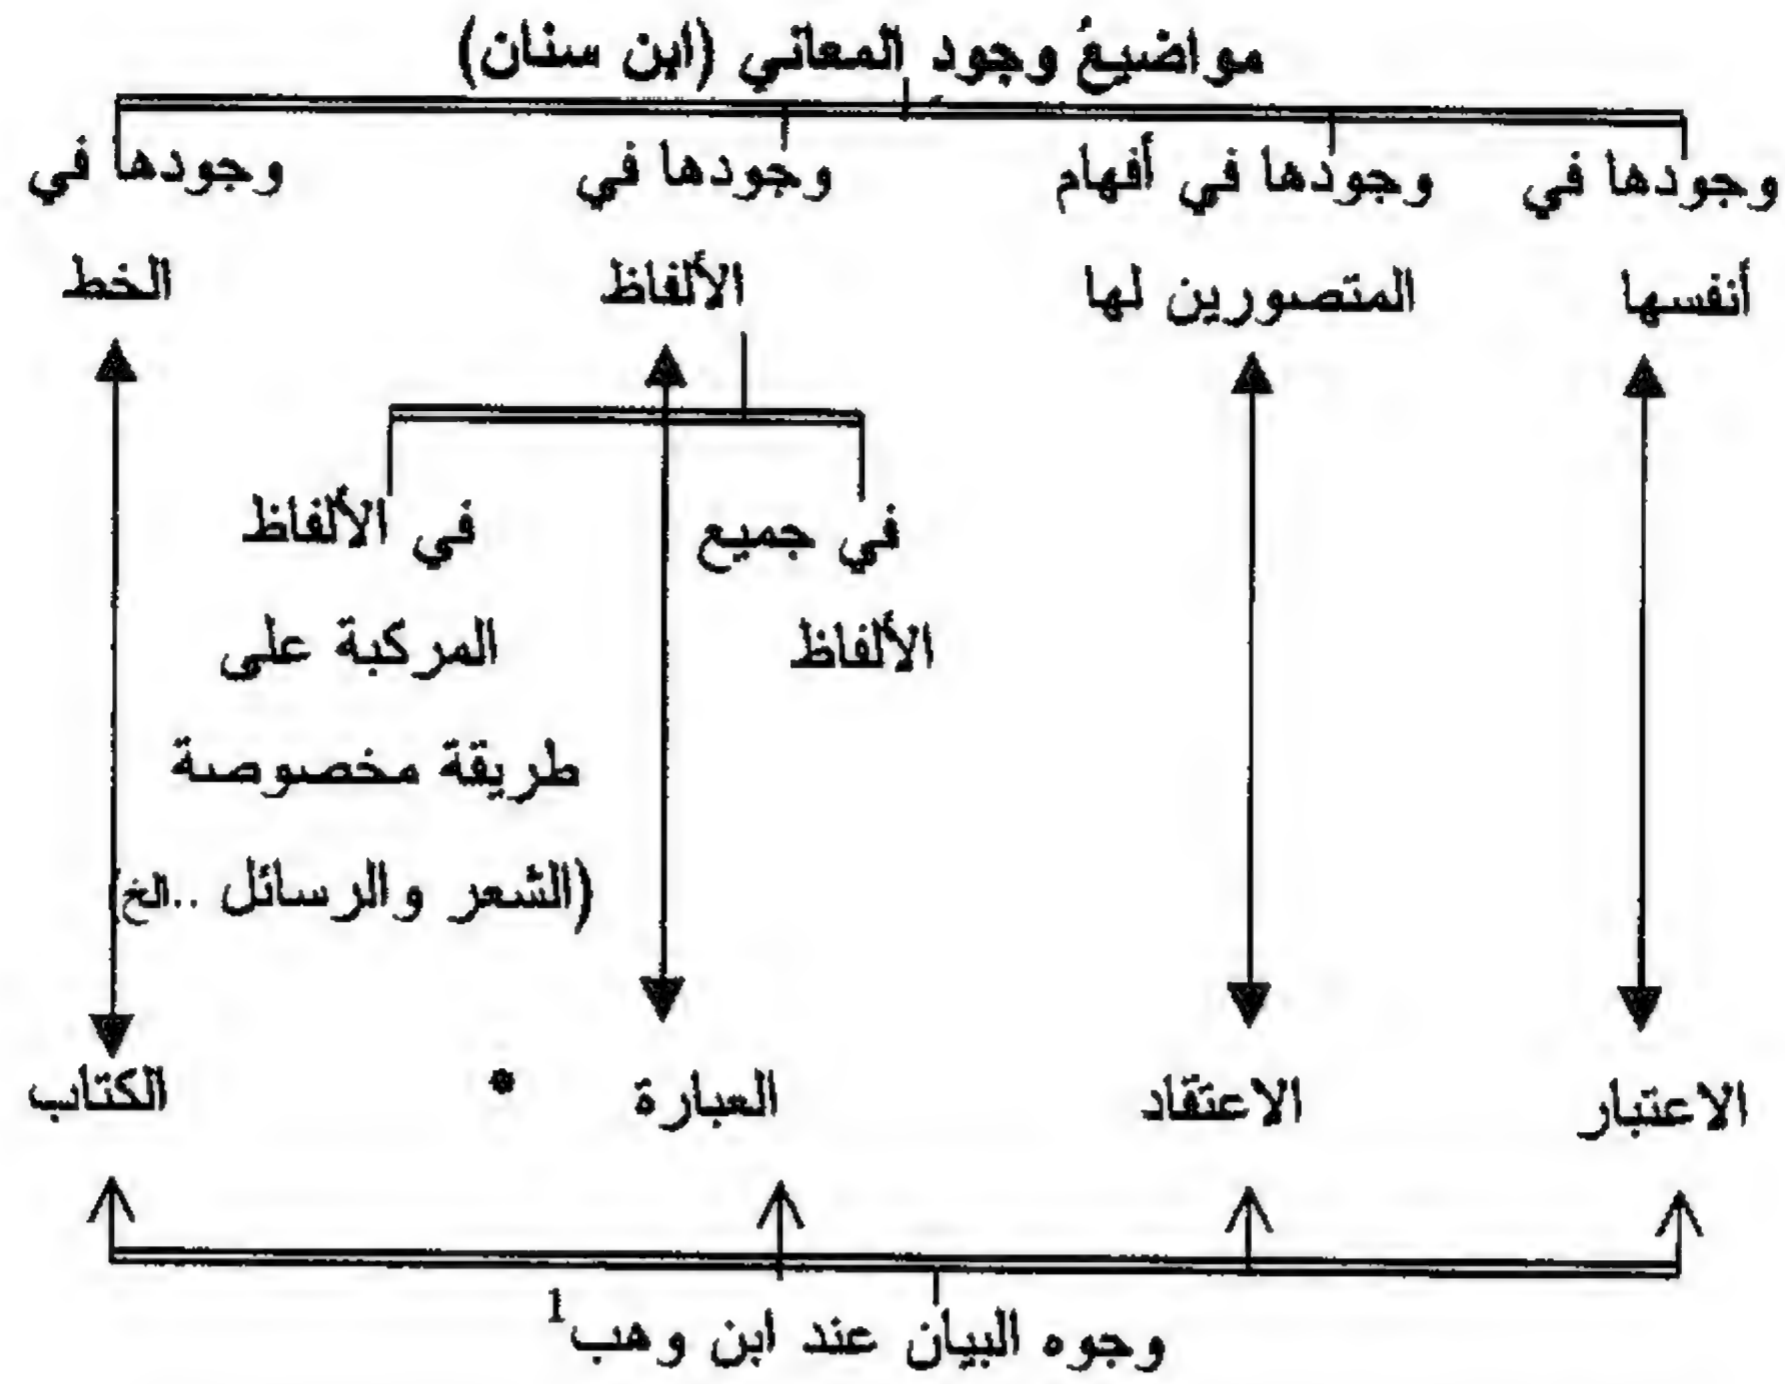 مواضيعُ وجود المعاني (ابن سنان)
وجودها في
أنفسها
وجودها في أفهام
المتصورين لها
وجودها في
الألفاظ
وجودها في
الخط
في جميع
الألفاظ
في الألفاظ
المركبة على
طريقة مخصوصة
(الشعر والرسائل ..الخ)
الاعتبار
الاعتقاد
العبارة *
الكتاب
وجوه البيان عند ابن وهب1